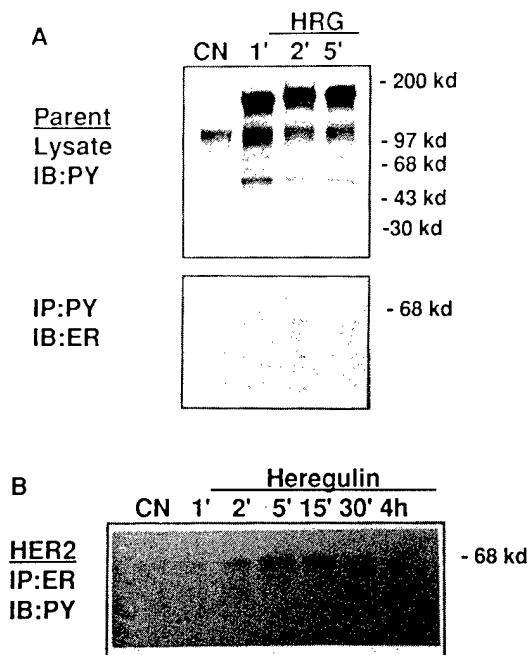 A
HRG
CN 1' 2' 5'
Parent
Lysate
IB:PY
- 200 kd
- 97 kd
- 68 kd
- 43 kd
-30 kd
IP:PY
IB:ER
- 68 kd
B
Heregulin
CN 1' 2' 5' 15' 30' 4h
HER2
IP:ER
IB:PY
- 68 kd